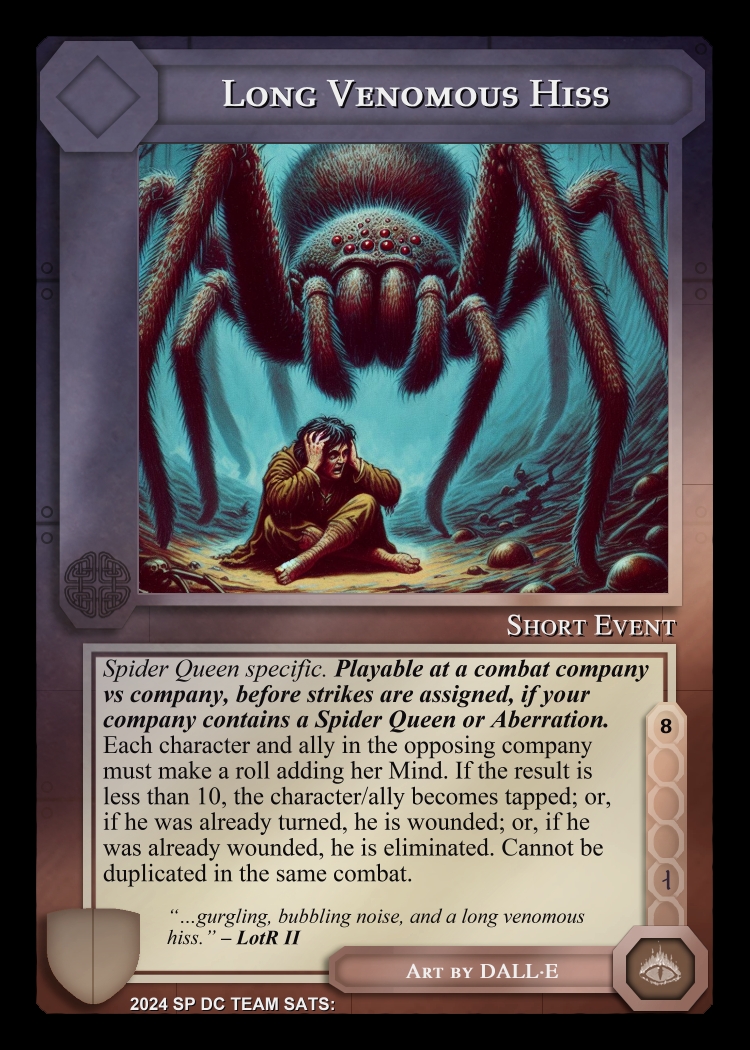 Long Venomous Hiss
Short Event
Spider Queen specific. Playable at a combat company
vs company, before strikes are assigned, if your
company contains a Spider Queen or Aberration.
Each character and ally in the opposing company
must make a roll adding her Mind. If the result is
less than 10, the character/ally becomes tapped; or,
if he was already turned, he is wounded; or, if he
was already wounded, he is eliminated. Cannot be
duplicated in the same combat.
8
“...gurgling, bubbling noise, and a long venomous
hiss.” – LotR II
Art by DALL·E
2024 SP DC TEAM SATS: